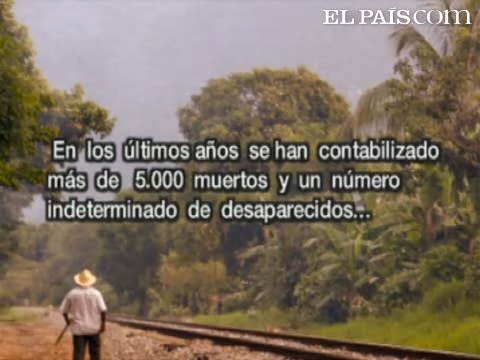 EL PAÍS.com
En los últimos años se han contabilizado
más de 5.000 muertos y un número
indeterminado de desaparecidos...